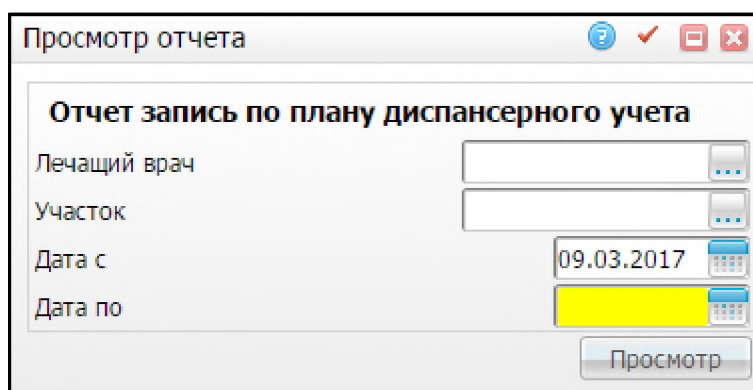 Просмотр отчета
Отчет запись по плану диспансерного учета
Лечащий врач
Участок
Дата с 09.03.2017
Дата по
Просмотр